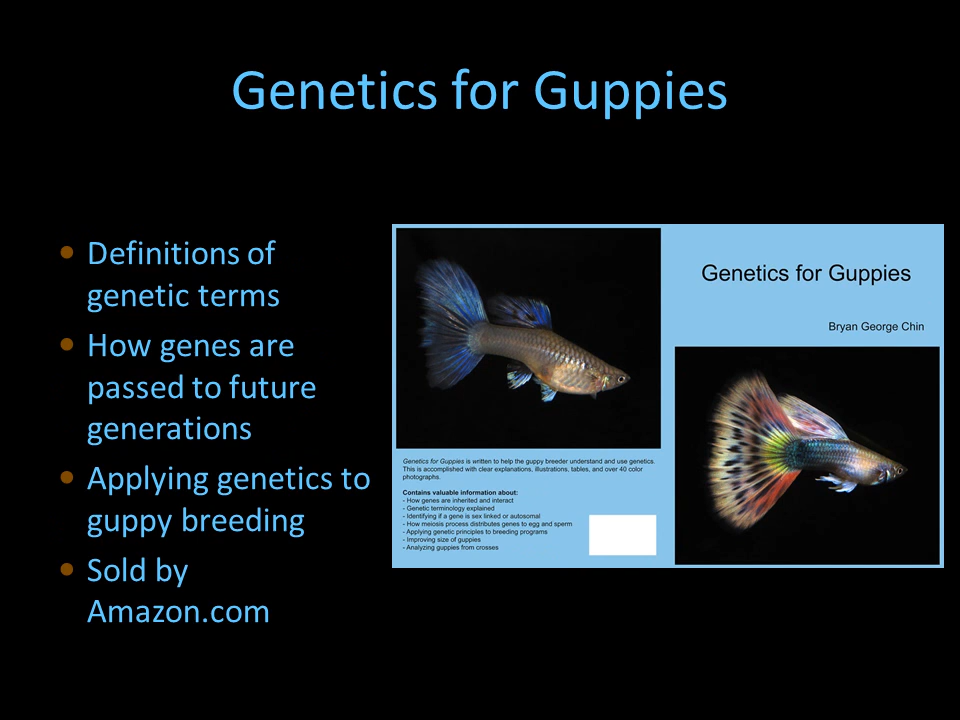 Genetics for Guppies
• Definitions of
genetic terms
• How genes are
passed to future
generations
• Applying genetics to
guppy breeding
• Sold by
Amazon.com
Genetics for Guppies is written to help the guppy breeder understand and use genetics.
This is accomplished with clear explanations, illustrations, tables, and over 40 color
photographs.
Contains valuable information about:
- How genes are inherited and interact
- Genetic terminology explained
- Identifying if a gene is sex linked or autosomal
- How meiosis process distributes genes to egg and sperm
- Applying genetic principles to breeding programs
- Improving size of guppies
- Analyzing guppies from crosses
Genetics for Guppies
Bryan George Chin